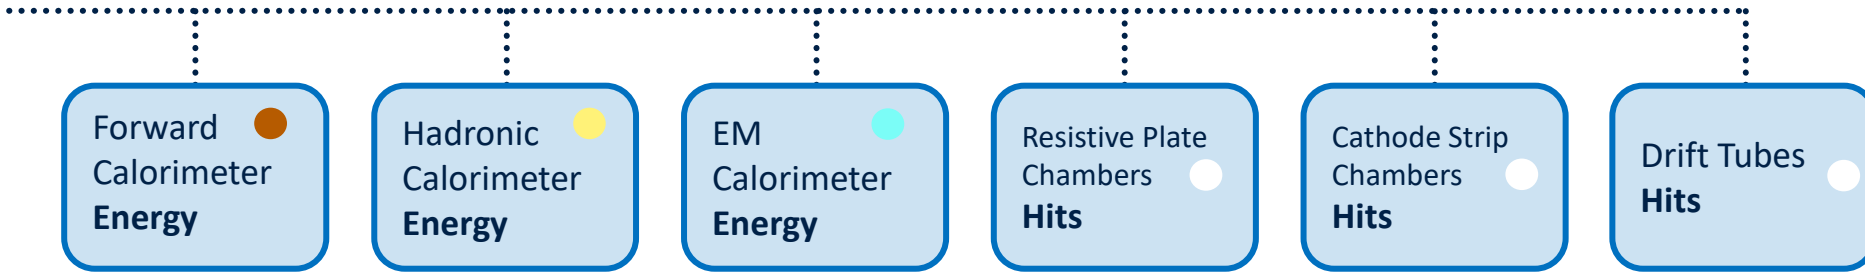 Forward
Calorimeter
Energy
Hadronic
Calorimeter
Energy
EM
Calorimeter
Energy
Resistive Plate
Chambers
Hits
Cathode Strip
Chambers
Hits
Drift Tubes
Hits